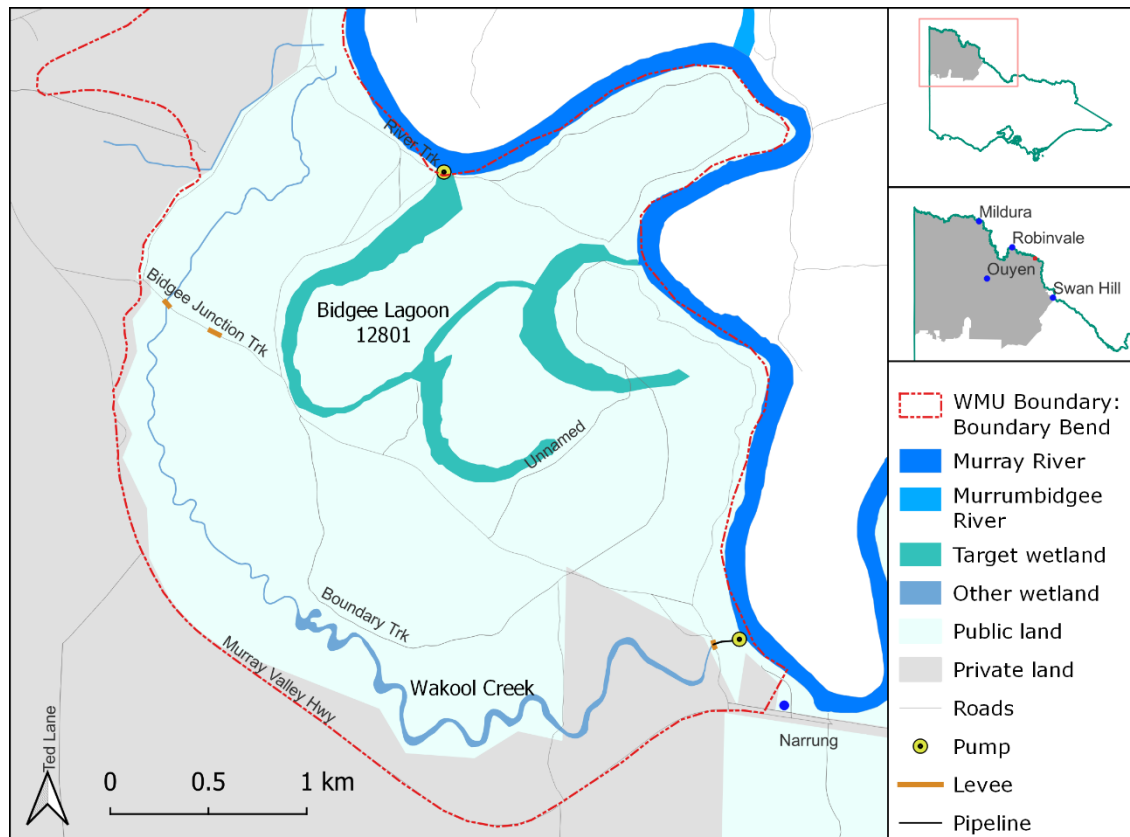 River Trk
Bidgee Lagoon
12801
Bidgee Junction Trk
Unnamed
Boundary Trk
Murray Valley Hwy
Wakool Creek
Narrung
Ted Lane
0 0.5 1 km
Mildura
Robinvale
Ouyen
Swan Hill
WMU Boundary:
Boundary Bend
Murray River
Murrumbidgee
River
Target wetland
Other wetland
Public land
Private land
Roads
Pump
Levee
Pipeline